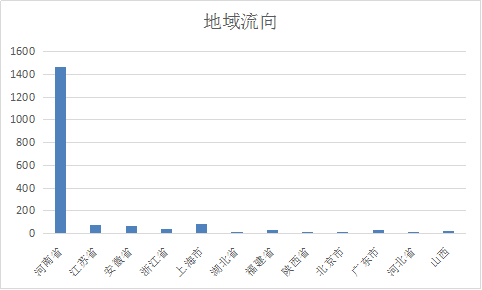 地域流向
1600
1400
1200
1000
800
600
400
200
0
河南省
江苏省
安徽省
浙江省
上海市
湖北省
福建省
陕西省
北京市
广东市
河北省
山西